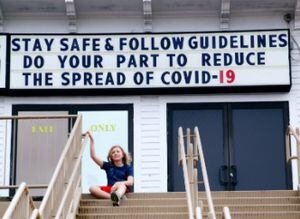 STAY SAFE & FOLLOW GUIDELINES
DO YOUR PART TO REDUCE
THE SPREAD OF COVID-19
EXIT ONLY